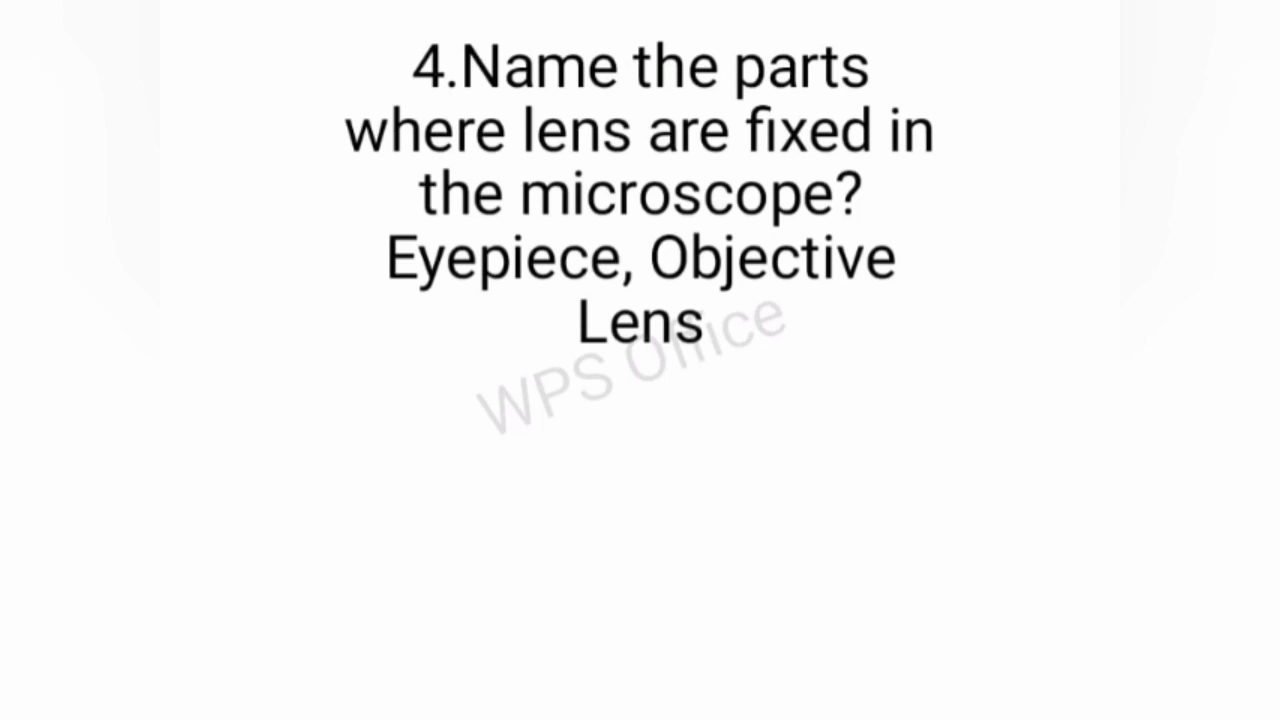 4.Name the parts
where lens are fixed in
the microscope?
Eyepiece, Objective
Lens
WPS Office